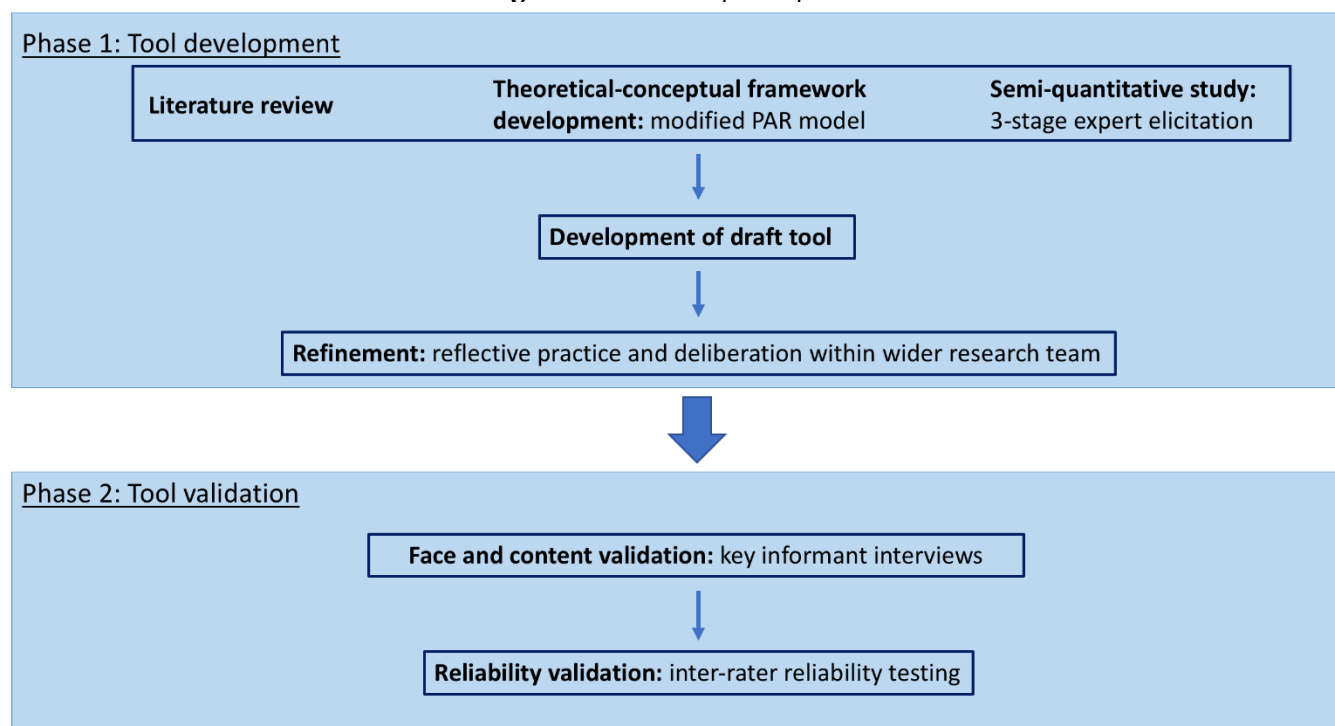 Phase 1: Tool development
Literature review
Theoretical-conceptual framework
development: modified PAR model
Semi-quantitative study:
3-stage expert elicitation
Development of draft tool
Refinement: reflective practice and deliberation within wider research team
Phase 2: Tool validation
Face and content validation: key informant interviews
Reliability validation: inter-rater reliability testing